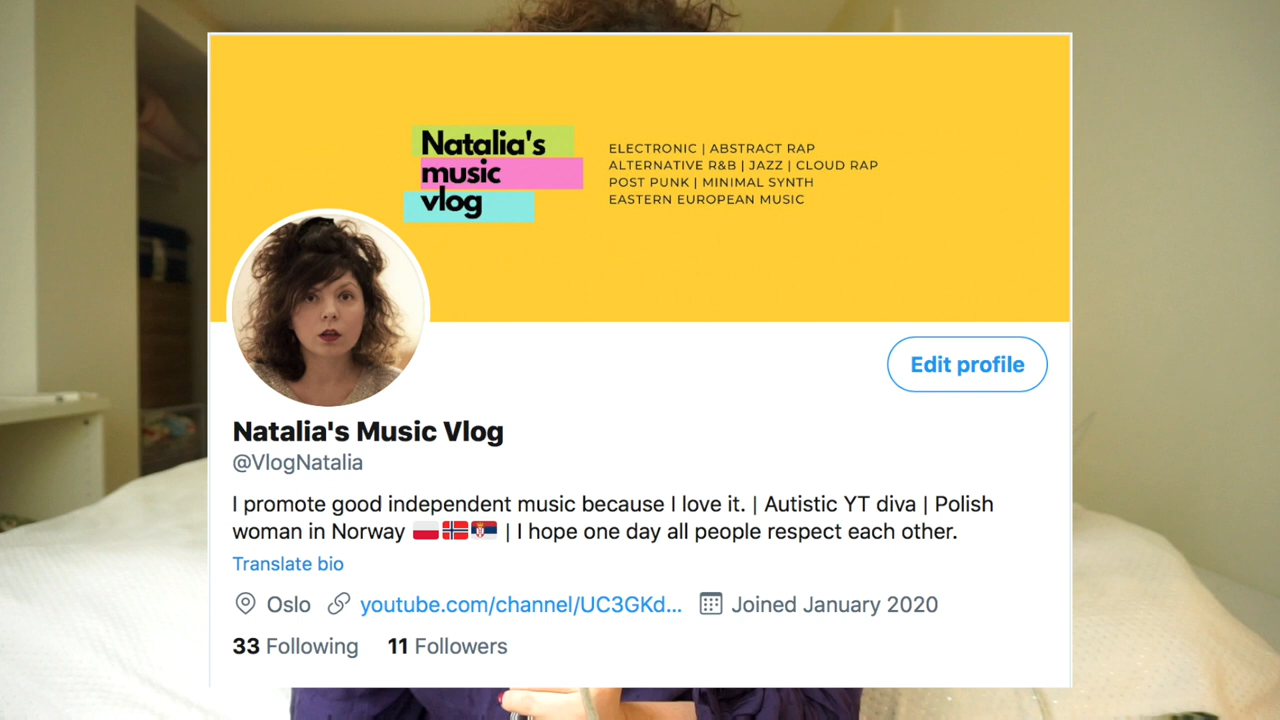 Natalia's
music
vlog
ELECTRONIC | ABSTRACT RAP
ALTERNATIVE R&B | JAZZ | CLOUD RAP
POST PUNK | MINIMAL SYNTH
EASTERN EUROPEAN MUSIC
Edit profile
Natalia's Music Vlog
@VlogNatalia
I promote good independent music because I love it. | Autistic YT diva | Polish
woman in Norway 🇵🇱🇳🇴🇷🇸 | I hope one day all people respect each other.
Translate bio
Oslo youtube.com/channel/UC3GKd... Joined January 2020
33 Following 11 Followers